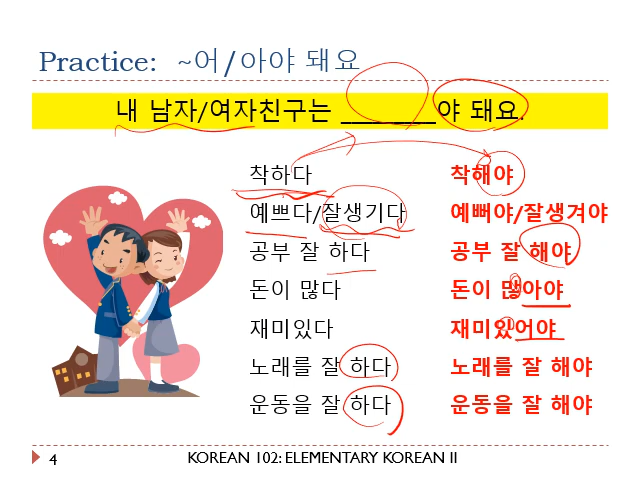 Practice: ~어/아야 돼요
내 남자/여자친구는 ________야 돼요.
착하다 착해야
예쁘다/잘생기다 예뻐야/잘생겨야
공부 잘 하다 공부 잘 해야
돈이 많다 돈이 많아야
재미있다 재미있어야
노래를 잘 하다 노래를 잘 해야
운동을 잘 하다 운동을 잘 해야
4 KOREAN 102: ELEMENTARY KOREAN II